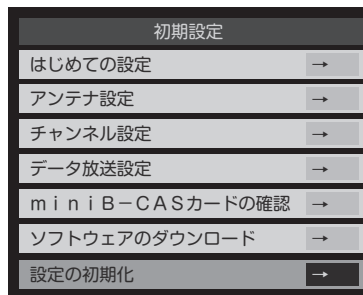 初期設定
はじめての設定 →
アンテナ設定 →
チャンネル設定 →
データ放送設定 →
ｍｉｎｉＢ－ＣＡＳカードの確認 →
ソフトウェアのダウンロード →
設定の初期化 →